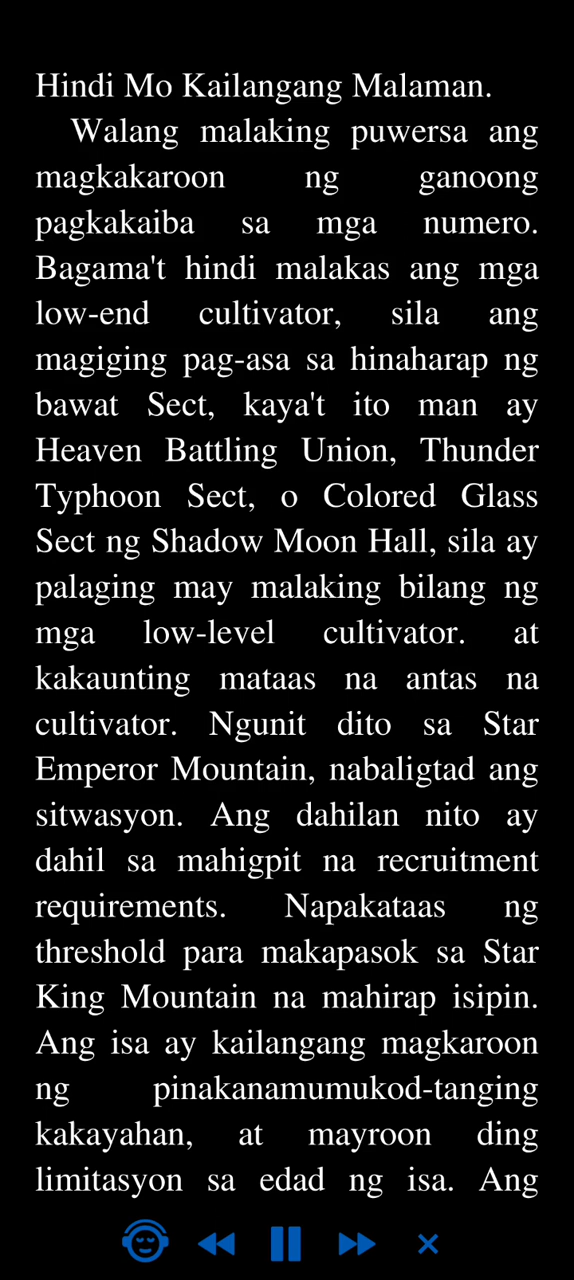 Hindi Mo Kailangang Malaman.
Walang malaking puwersa ang
magkakaroon ng ganoong
pagkakaiba sa mga numero.
Bagama't hindi malakas ang mga
low-end cultivator, sila ang
magiging pag-asa sa hinaharap ng
bawat Sect, kaya't ito man ay
Heaven Battling Union, Thunder
Typhoon Sect, o Colored Glass
Sect ng Shadow Moon Hall, sila ay
palaging may malaking bilang ng
mga low-level cultivator. at
kakaunting mataas na antas na
cultivator. Ngunit dito sa Star
Emperor Mountain, nabaligtad ang
sitwasyon. Ang dahilan nito ay
dahil sa mahigpit na recruitment
requirements. Napakataas ng
threshold para makapasok sa Star
King Mountain na mahirap isipin.
Ang isa ay kailangang magkaroon
ng pinakanamumukod-tanging
kakayahan, at mayroon ding
limitasyon sa edad ng isa. Ang